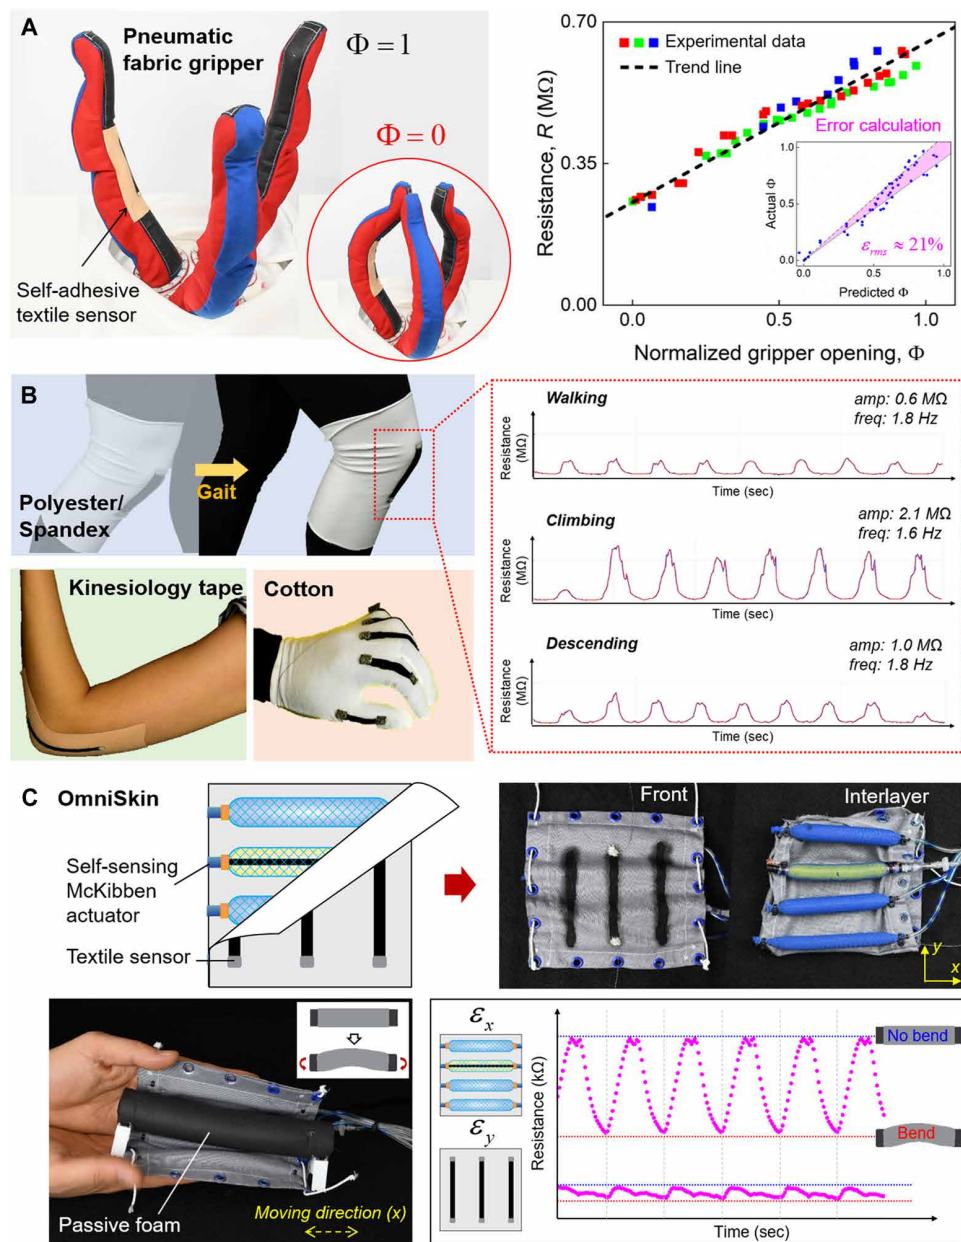 A
Pneumatic
fabric gripper
Φ = 1
Φ = 0
Self-adhesive
textile sensor
0.70
0.35
0.00
Resistance, R (MΩ)
Experimental data
Trend line
Error calculation
1.0
0.5
0.0
Actual Φ
ε_rms ≈ 21%
0.0 0.5 1.0
Predicted Φ
0.0 0.5 1.0
Normalized gripper opening, Φ
B
Polyester/
Spandex
Gait
Kinesiology tape
Cotton
Walking
amp: 0.6 MΩ
freq: 1.8 Hz
Resistance
(MΩ)
Time (sec)
Climbing
amp: 2.1 MΩ
freq: 1.6 Hz
Resistance
(MΩ)
Time (sec)
Descending
amp: 1.0 MΩ
freq: 1.8 Hz
Resistance
(MΩ)
Time (sec)
C OmniSkin
Self-sensing
McKibben
actuator
Textile sensor
Front
Interlayer
y
x
Passive foam
Moving direction (x)
ε_x
ε_y
Resistance (kΩ)
No bend
Bend
Time (sec)